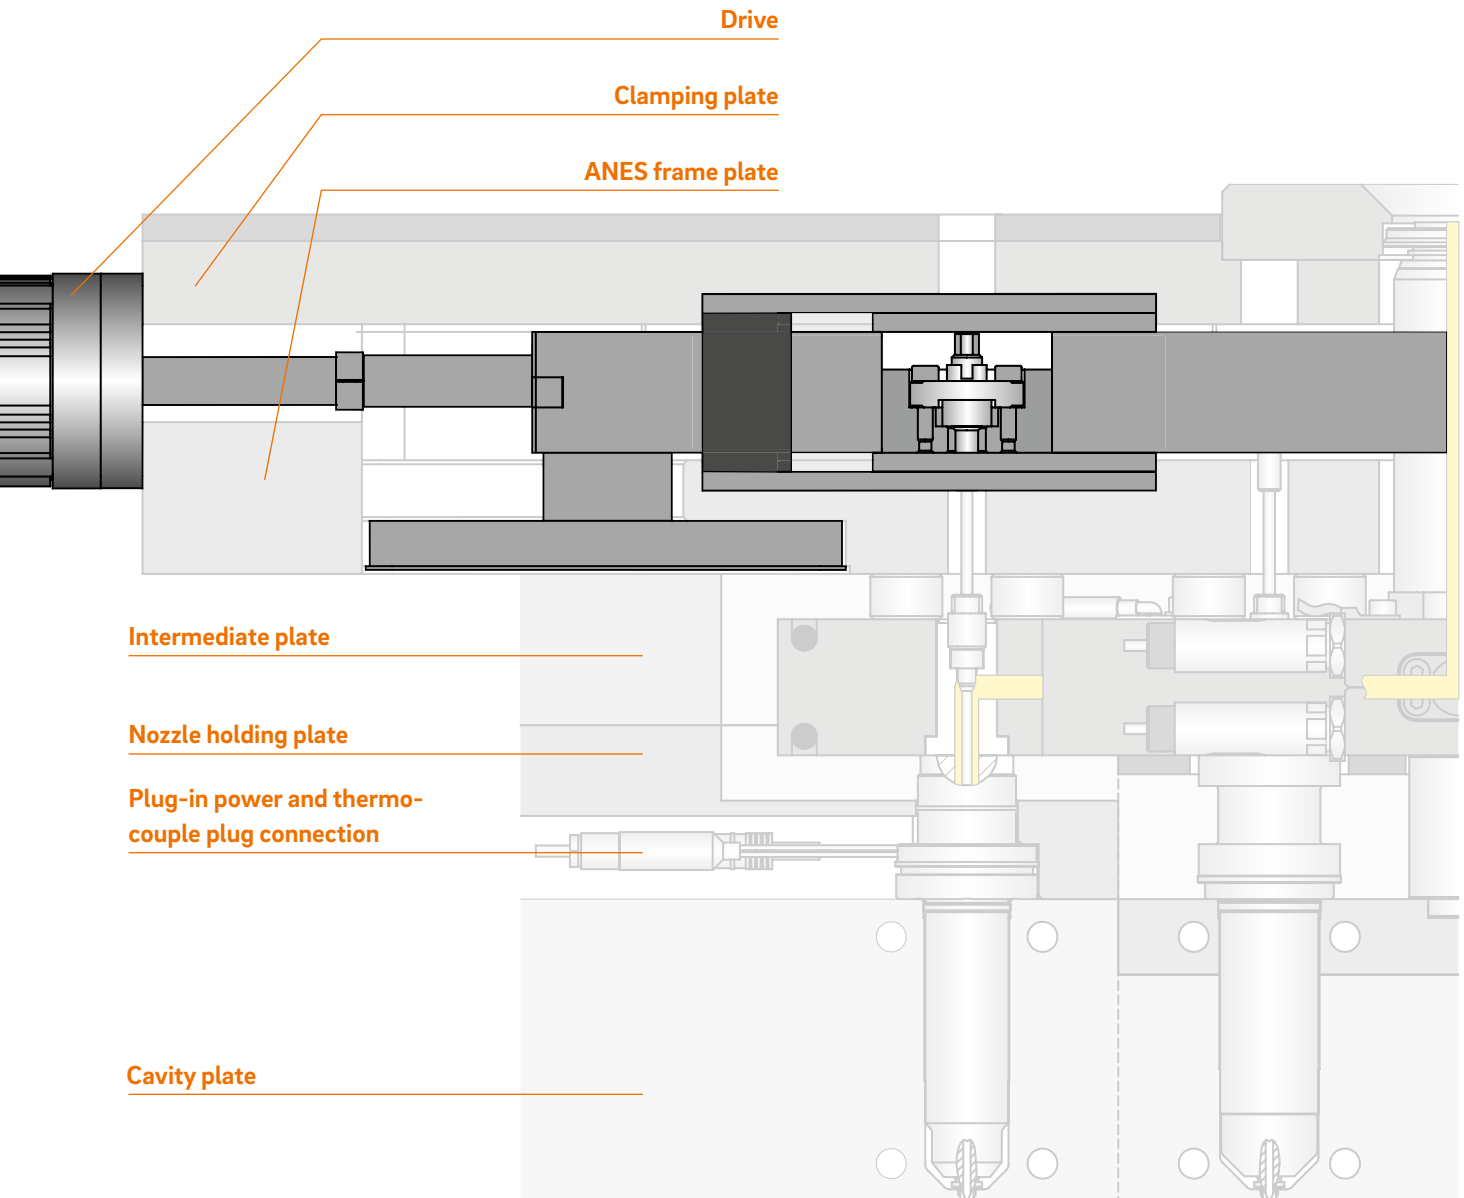 Drive
Clamping plate
ANES frame plate
Intermediate plate
Nozzle holding plate
Plug-in power and thermo-
couple plug connection
Cavity plate